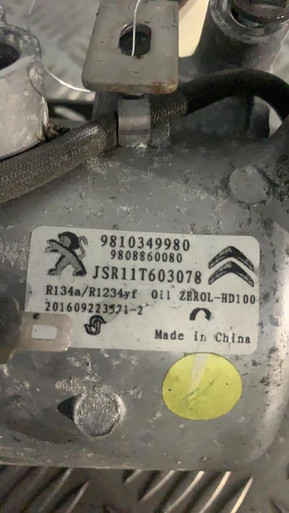 9810349980
9808860080
JSR11T603078
R134a/R1234yf Oil ZEROL-HD100
201609223571-2
Made in China